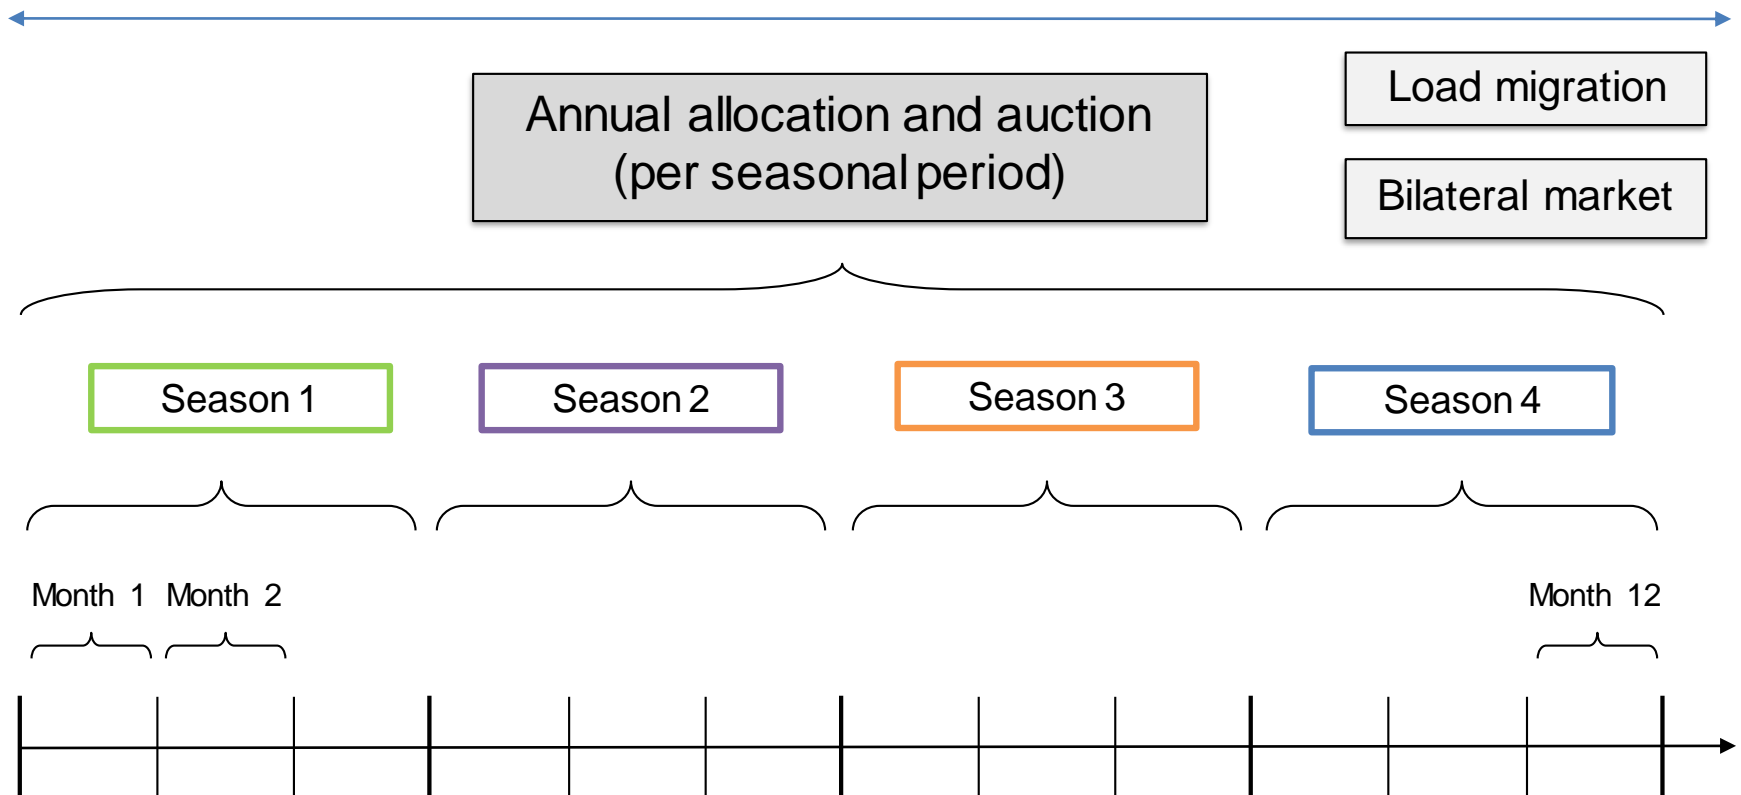 Annual allocation and auction
(per seasonal period)
Load migration
Bilateral market
Season 1
Season 2
Season 3
Season 4
Month 1
Month 2
Month 12